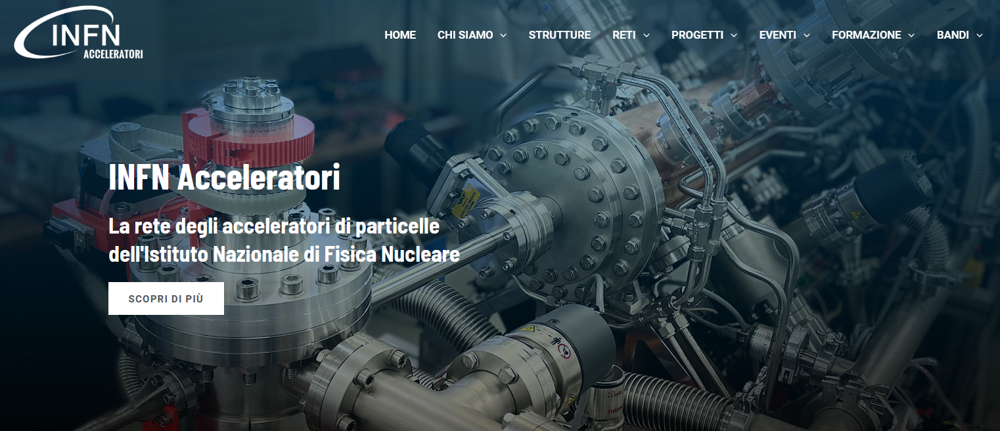 INFN
ACCELERATORI
HOME CHI SIAMO STRUTTURE RETI PROGETTI EVENTI FORMAZIONE BANDI
INFN Acceleratori
La rete degli acceleratori di particelle
dell'Istituto Nazionale di Fisica Nucleare
SCOPRI DI PIÙ